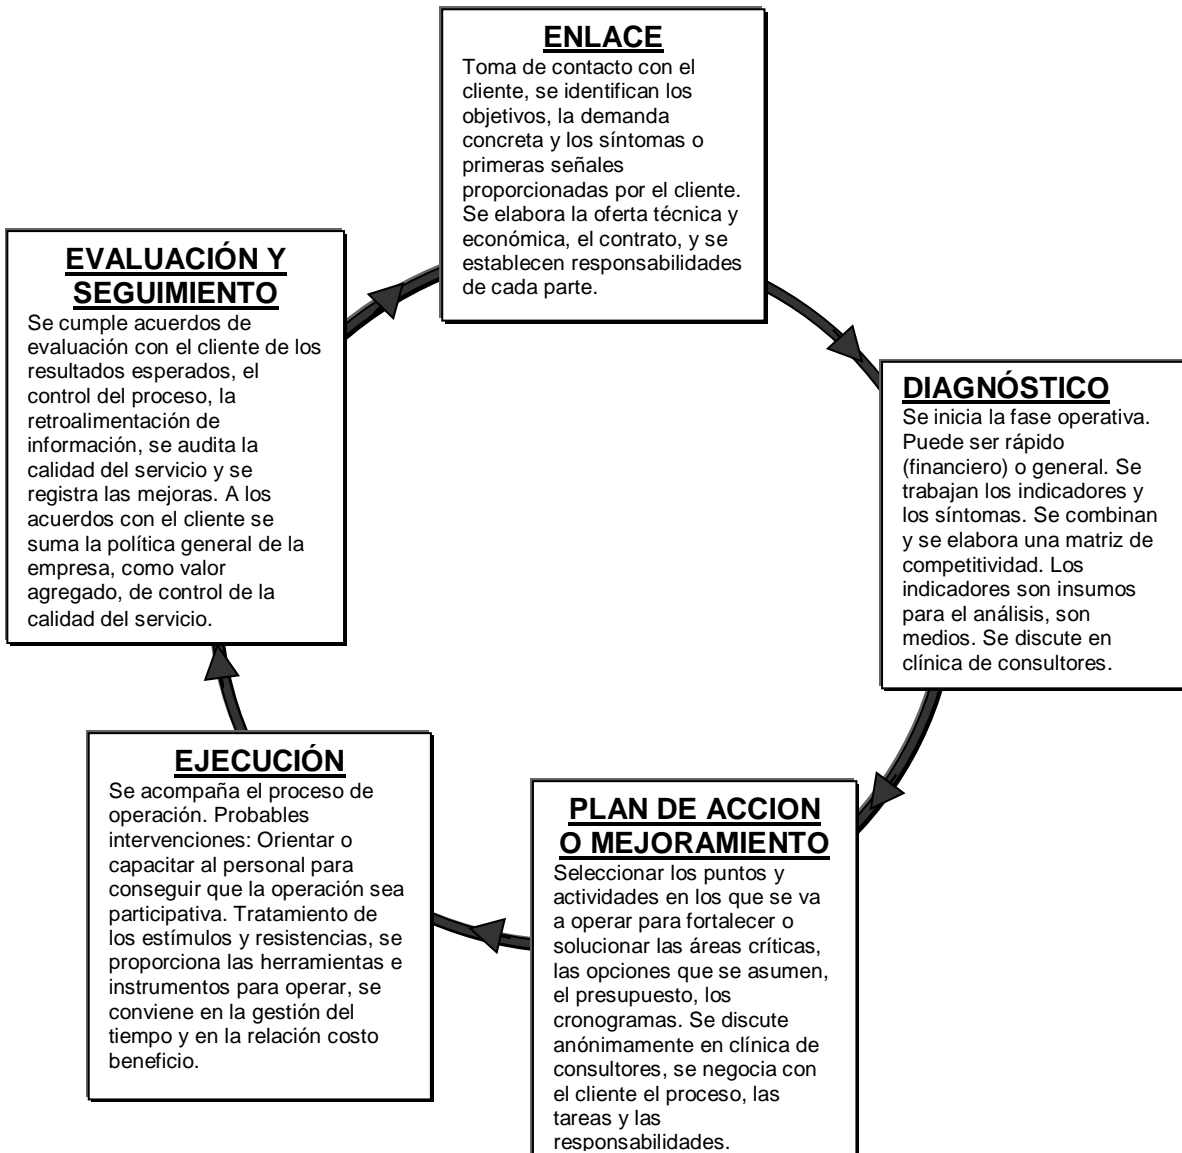 ENLACE
Toma de contacto con el
cliente, se identifican los
objetivos, la demanda
concreta y los síntomas o
primeras señales
proporcionadas por el cliente.
Se elabora la oferta técnica y
económica, el contrato, y se
establecen responsabilidades
de cada parte.
DIAGNÓSTICO
Se inicia la fase operativa.
Puede ser rápido
(financiero) o general. Se
trabajan los indicadores y
los síntomas. Se combinan
y se elabora una matriz de
competitividad. Los
indicadores son insumos
para el análisis, son
medios. Se discute en
clínica de consultores.
PLAN DE ACCION
O MEJORAMIENTO
Seleccionar los puntos y
actividades en los que se va
a operar para fortalecer o
solucionar las áreas críticas,
las opciones que se asumen,
el presupuesto, los
cronogramas. Se discute
anónimamente en clínica de
consultores, se negocia con
el cliente el proceso, las
tareas y las
responsabilidades.
EJECUCIÓN
Se acompaña el proceso de
operación. Probables
intervenciones: Orientar o
capacitar al personal para
conseguir que la operación sea
participativa. Tratamiento de
los estímulos y resistencias, se
proporciona las herramientas e
instrumentos para operar, se
conviene en la gestión del
tiempo y en la relación costo
beneficio.
EVALUACIÓN Y
SEGUIMIENTO
Se cumple acuerdos de
evaluación con el cliente de los
resultados esperados, el
control del proceso, la
retroalimentación de
información, se audita la
calidad del servicio y se
registra las mejoras. A los
acuerdos con el cliente se
suma la política general de la
empresa, como valor
agregado, de control de la
calidad del servicio.